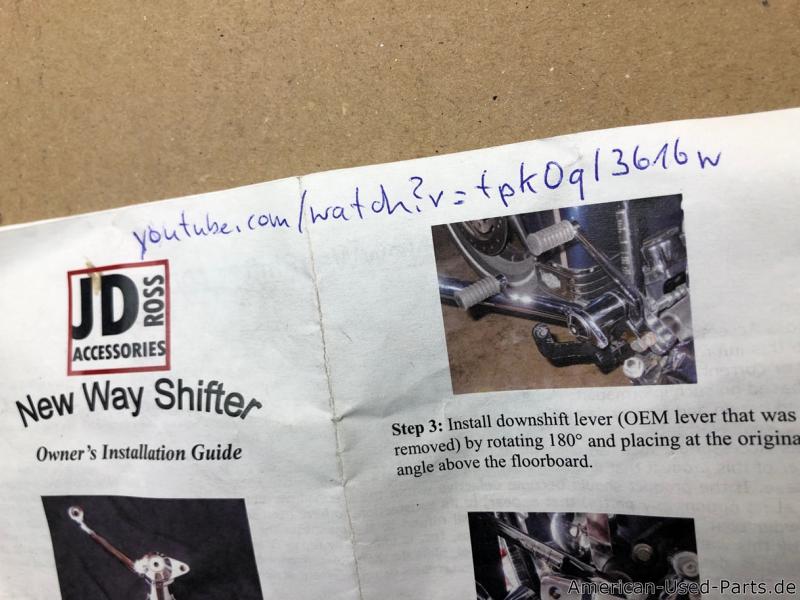 youtube.com/watch?v=tpk0ql3616w
JD
ROSS
ACCESSORIES
New Way Shifter
Owner's Installation Guide
Step 3: Install downshift lever (OEM lever that was
removed) by rotating 180° and placing at the origina
angle above the floorboard.
American-Used-Parts.de